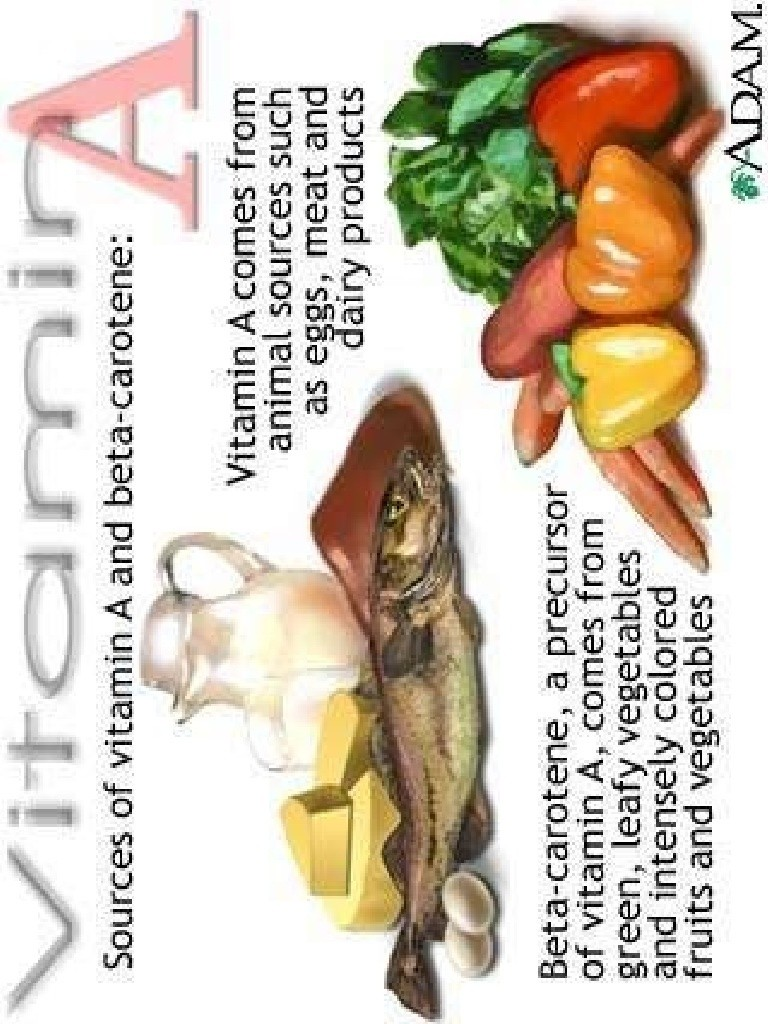 Vitamin A
Sources of vitamin A and beta-carotene:
Vitamin A comes from
animal sources such
as eggs, meat and
dairy products
Beta-carotene, a precursor
of vitamin A, comes from
green, leafy vegetables
and intensely colored
fruits and vegetables
A.D.A.M.